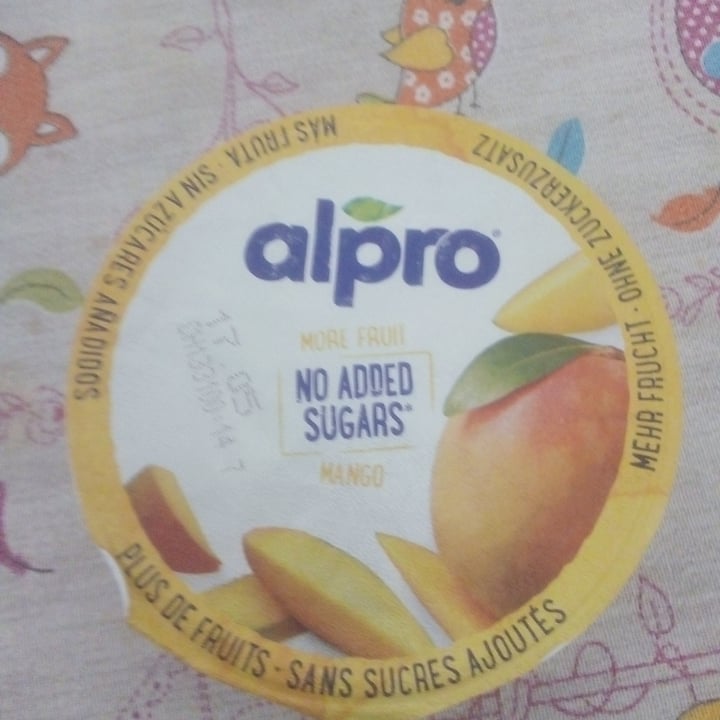 alpro
MORE FRUIT
NO ADDED
SUGARS*
MANGO
17.05
MÁS FRUTA · SIN AZÚCARES AÑADIDOS
PLUS DE FRUITS · SANS SUCRES AJOUTÉS
MEHR FRUCHT · OHNE ZUCKERZUSATZ